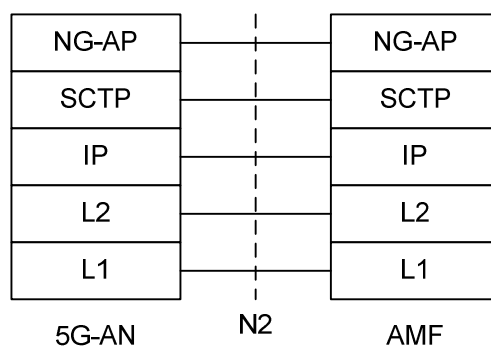 NG-AP NG-AP
SCTP SCTP
IP IP
L2 L2
L1 L1
5G-AN N2 AMF